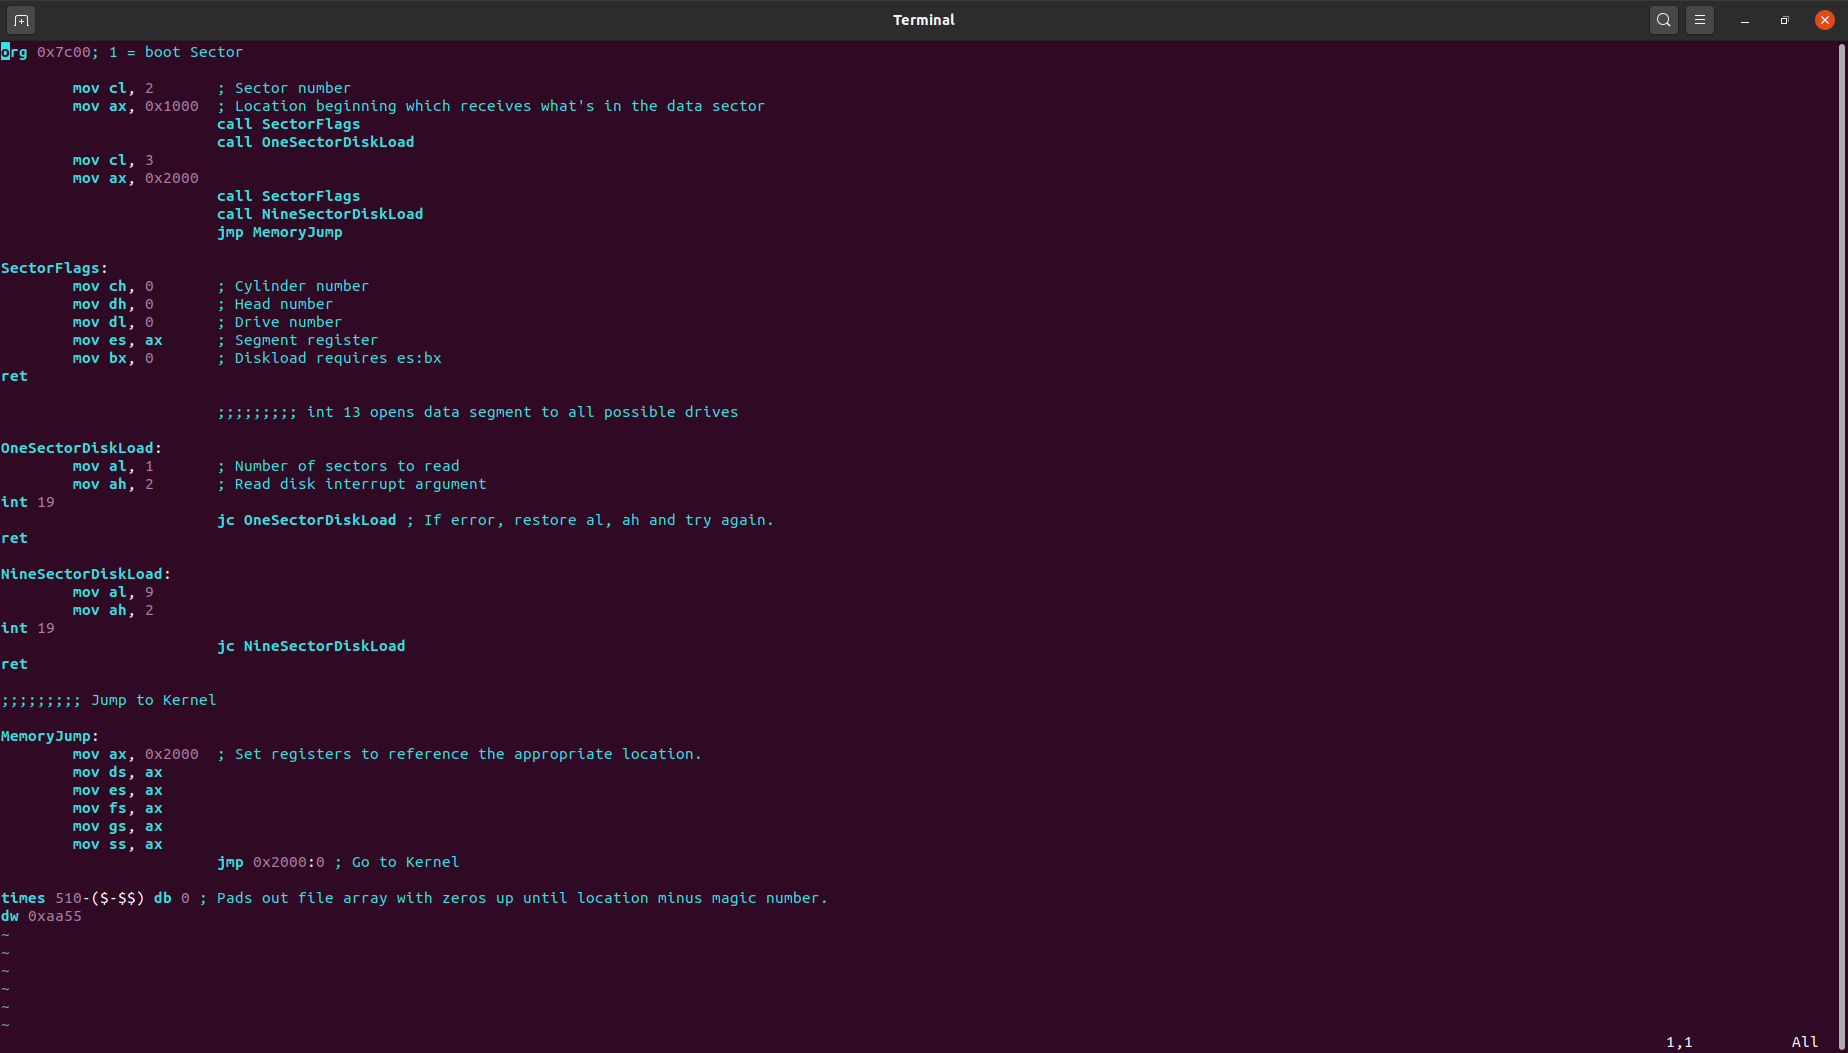 Terminal
org 0x7c00; 1 = boot Sector
mov cl, 2 ; Sector number
mov ax, 0x1000 ; Location beginning which receives what's in the data sector
call SectorFlags
call OneSectorDiskLoad
mov cl, 3
mov ax, 0x2000
call SectorFlags
call NineSectorDiskLoad
jmp MemoryJump
SectorFlags:
mov ch, 0 ; Cylinder number
mov dh, 0 ; Head number
mov dl, 0 ; Drive number
mov es, ax ; Segment register
mov bx, 0 ; Diskload requires es:bx
ret
;;;;;;;;; int 13 opens data segment to all possible drives
OneSectorDiskLoad:
mov al, 1 ; Number of sectors to read
mov ah, 2 ; Read disk interrupt argument
int 19
jc OneSectorDiskLoad ; If error, restore al, ah and try again.
ret
NineSectorDiskLoad:
mov al, 9
mov ah, 2
int 19
jc NineSectorDiskLoad
ret
;;;;;;;;; Jump to Kernel
MemoryJump:
mov ax, 0x2000 ; Set registers to reference the appropriate location.
mov ds, ax
mov es, ax
mov fs, ax
mov gs, ax
mov ss, ax
jmp 0x2000:0 ; Go to Kernel
times 510-($-$$) db 0 ; Pads out file array with zeros up until location minus magic number.
dw 0xaa55
~
~
~
~
~
~
1,1 All